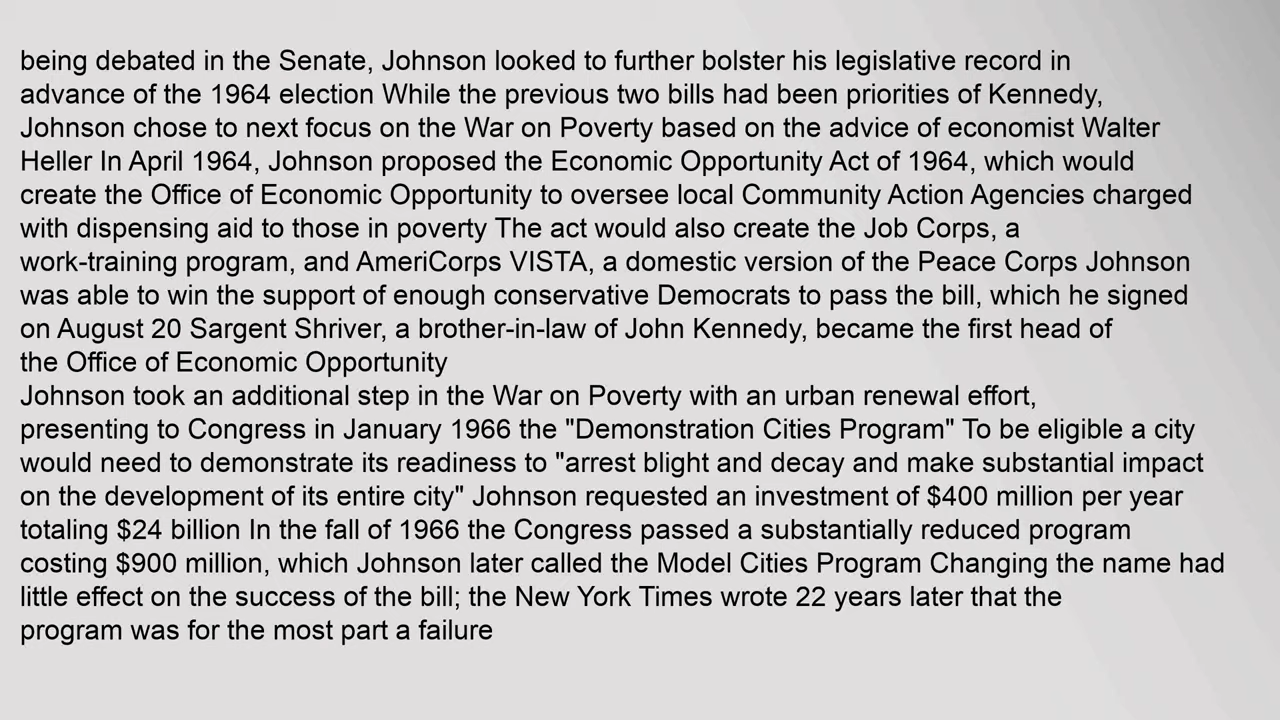 being debated in the Senate, Johnson looked to further bolster his legislative record in
advance of the 1964 election While the previous two bills had been priorities of Kennedy,
Johnson chose to next focus on the War on Poverty based on the advice of economist Walter
Heller In April 1964, Johnson proposed the Economic Opportunity Act of 1964, which would
create the Office of Economic Opportunity to oversee local Community Action Agencies charged
with dispensing aid to those in poverty The act would also create the Job Corps, a
work-training program, and AmeriCorps VISTA, a domestic version of the Peace Corps Johnson
was able to win the support of enough conservative Democrats to pass the bill, which he signed
on August 20 Sargent Shriver, a brother-in-law of John Kennedy, became the first head of
the Office of Economic Opportunity
Johnson took an additional step in the War on Poverty with an urban renewal effort,
presenting to Congress in January 1966 the "Demonstration Cities Program" To be eligible a city
would need to demonstrate its readiness to "arrest blight and decay and make substantial impact
on the development of its entire city" Johnson requested an investment of $400 million per year
totaling $24 billion In the fall of 1966 the Congress passed a substantially reduced program
costing $900 million, which Johnson later called the Model Cities Program Changing the name had
little effect on the success of the bill; the New York Times wrote 22 years later that the
program was for the most part a failure